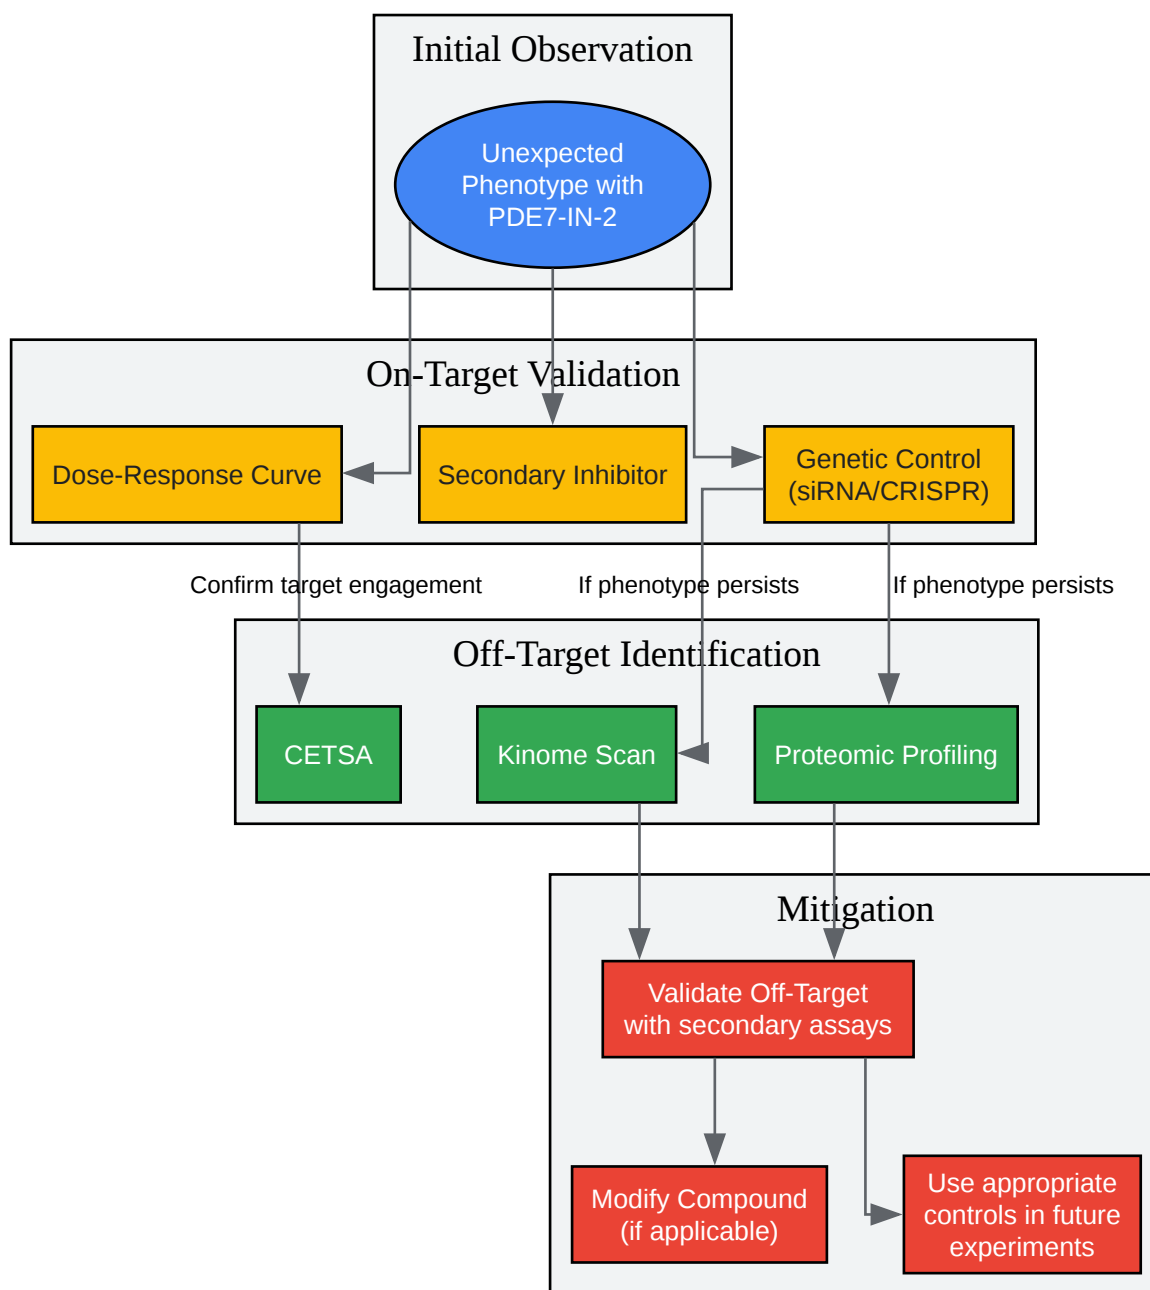 Initial Observation
Unexpected
Phenotype with
PDE7-IN-2
On-Target Validation
Dose-Response Curve
Secondary Inhibitor
Genetic Control
(siRNA/CRISPR)
Confirm target engagement
If phenotype persists
If phenotype persists
Off-Target Identification
CETSA
Kinome Scan
Proteomic Profiling
Mitigation
Validate Off-Target
with secondary assays
Modify Compound
(if applicable)
Use appropriate
controls in future
experiments